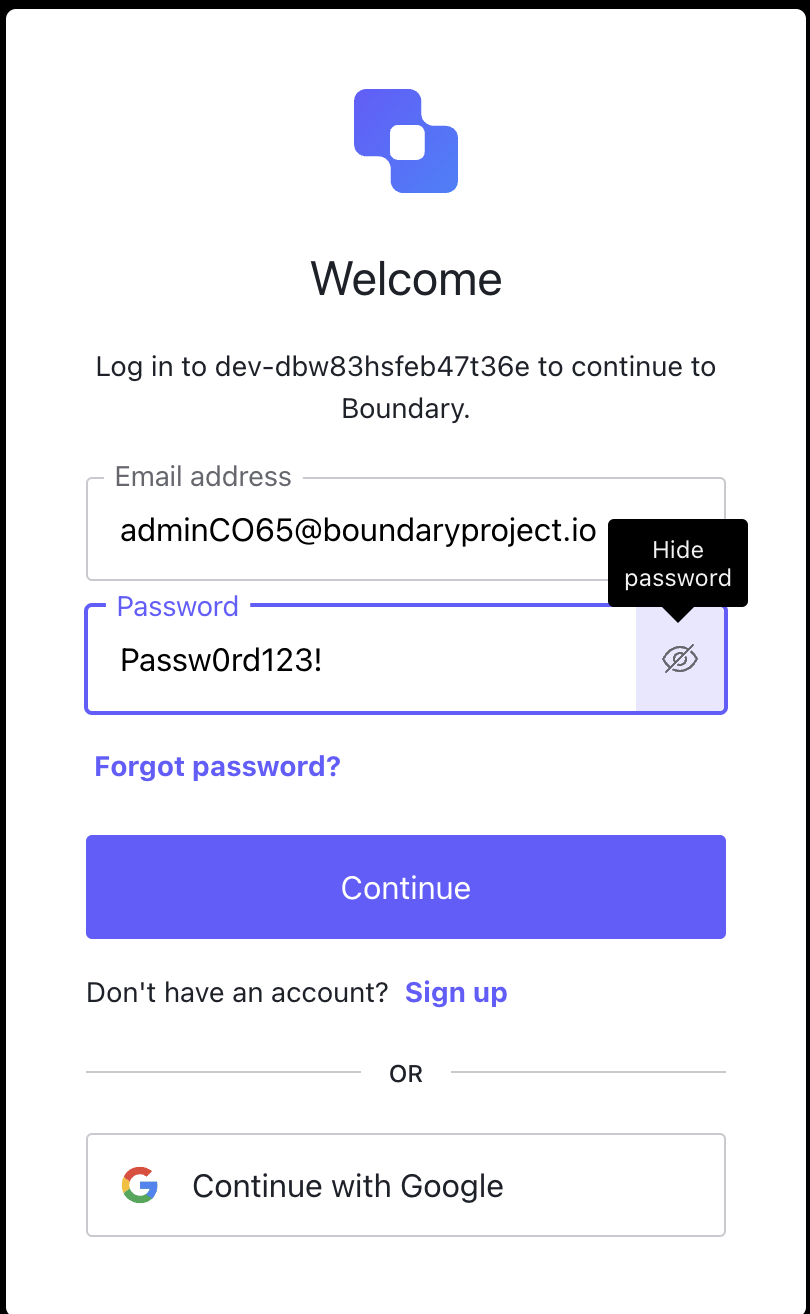 Welcome
Log in to dev-dbw83hsfeb47t36e to continue to
Boundary.
Email address
adminCO65@boundaryproject.io
Hide
password
Password
Passw0rd123!
Forgot password?
Continue
Don't have an account? Sign up
OR
Continue with Google